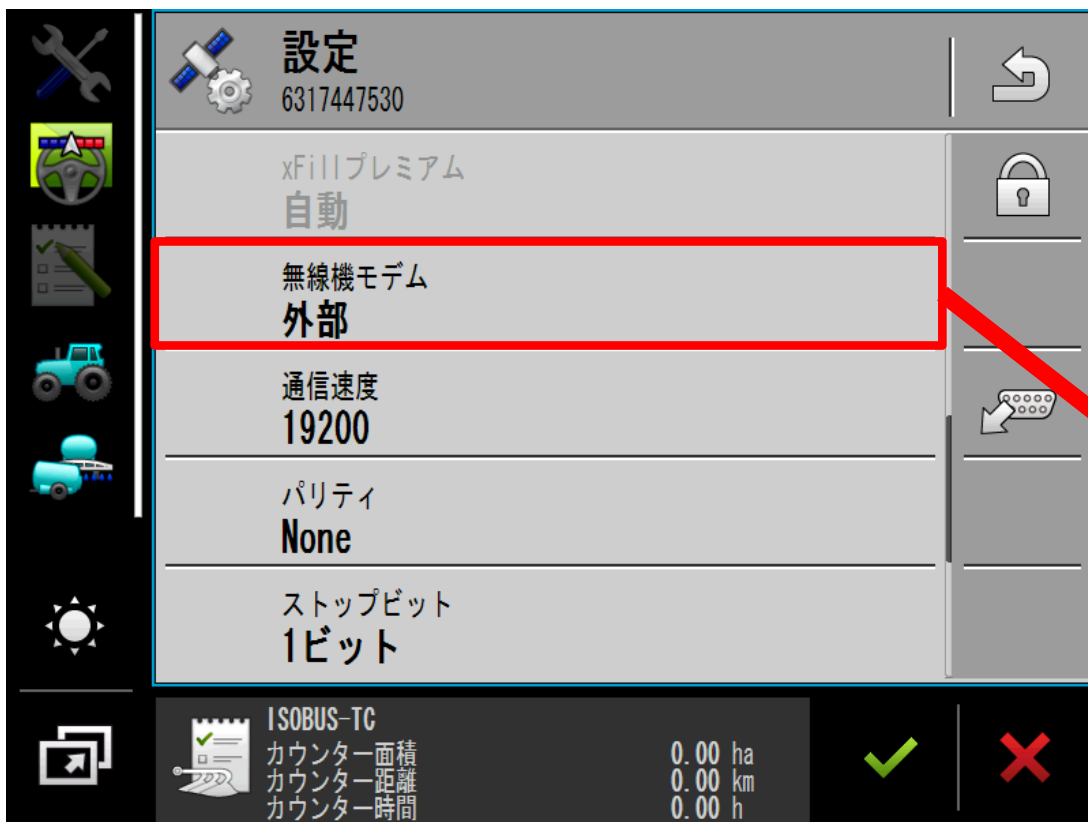 設定
6317447530
xFillプレミアム
自動
無線機モデム
外部
通信速度
19200
パリティ
None
ストップビット
1ビット
ISOBUS-TC
カウンター面積 0.00 ha
カウンター距離 0.00 km
カウンター時間 0.00 h